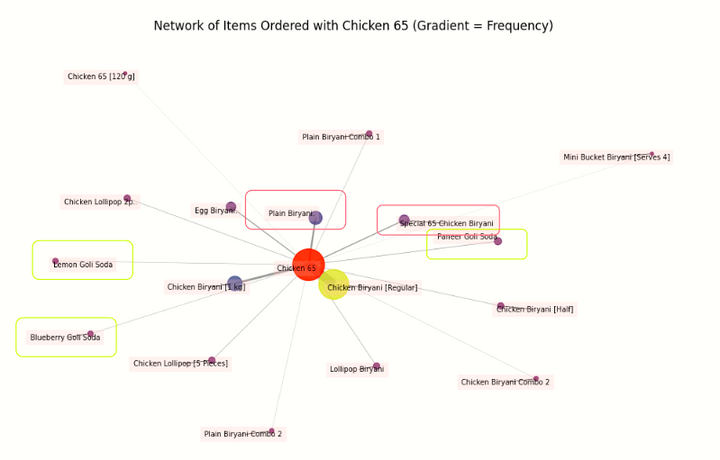 Network of Items Ordered with Chicken 65 (Gradient = Frequency)
Chicken 65 [120 g]
Plain Biryani Combo 1
Mini Bucket Biryani [Serves 4]
Chicken Lollipop 2p..
Egg Biryani..
Plain Biryani..
Special 65 Chicken Biryani
Paneer Goli Soda
Lemon Goli Soda
Chicken 65
Chicken Biryani [1 kg]
Chicken Biryani [Regular]
Chicken Biryani [Half]
Blueberry Goli Soda
Chicken Lollipop [5 Pieces]
Lollipop Biryani
Chicken Biryani Combo 2
Plain Biryani Combo 2